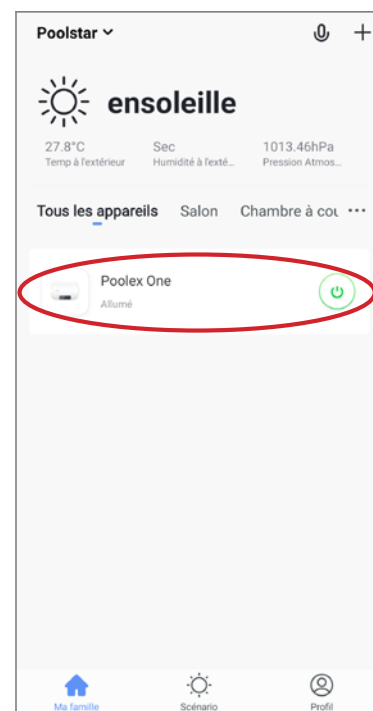 Poolstar
ensoleille
27.8°C Sec 1013.46hPa
Temp à l'extérieur Humidité à l'exté... Pression Atmos...
Tous les appareils Salon Chambre à cou ...
Poolex One
Allumé
Ma famille Scénario Profil